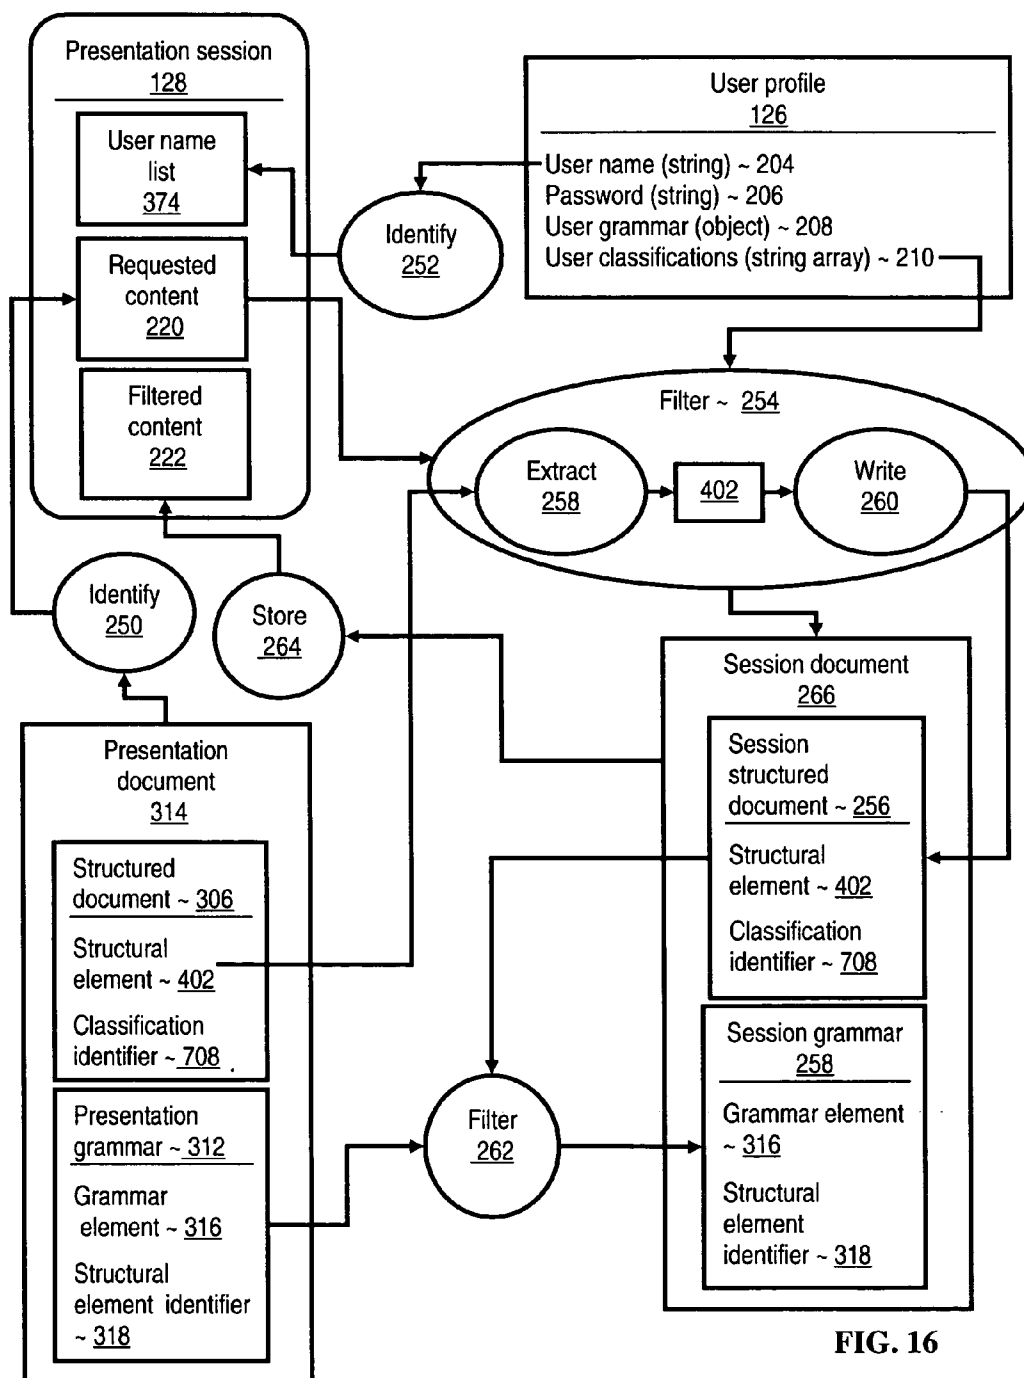 Presentation session
128
User name
list
374
Requested
content
220
Filtered
content
222
User profile
126
User name (string) ~ 204
Password (string) ~ 206
User grammar (object) ~ 208
User classifications (string array) ~ 210
Identify
252
Filter ~ 254
Extract
258
402
Write
260
Identify
250
Store
264
Presentation
document
314
Structured
document ~ 306
Structural
element ~ 402
Classification
identifier ~ 708
Presentation
grammar ~ 312
Grammar
element ~ 316
Structural
element identifier
~ 318
Filter
262
Session document
266
Session
structured
document ~ 256
Structural
element ~ 402
Classification
identifier ~ 708
Session grammar
258
Grammar element
~ 316
Structural
element
identifier ~ 318
FIG. 16